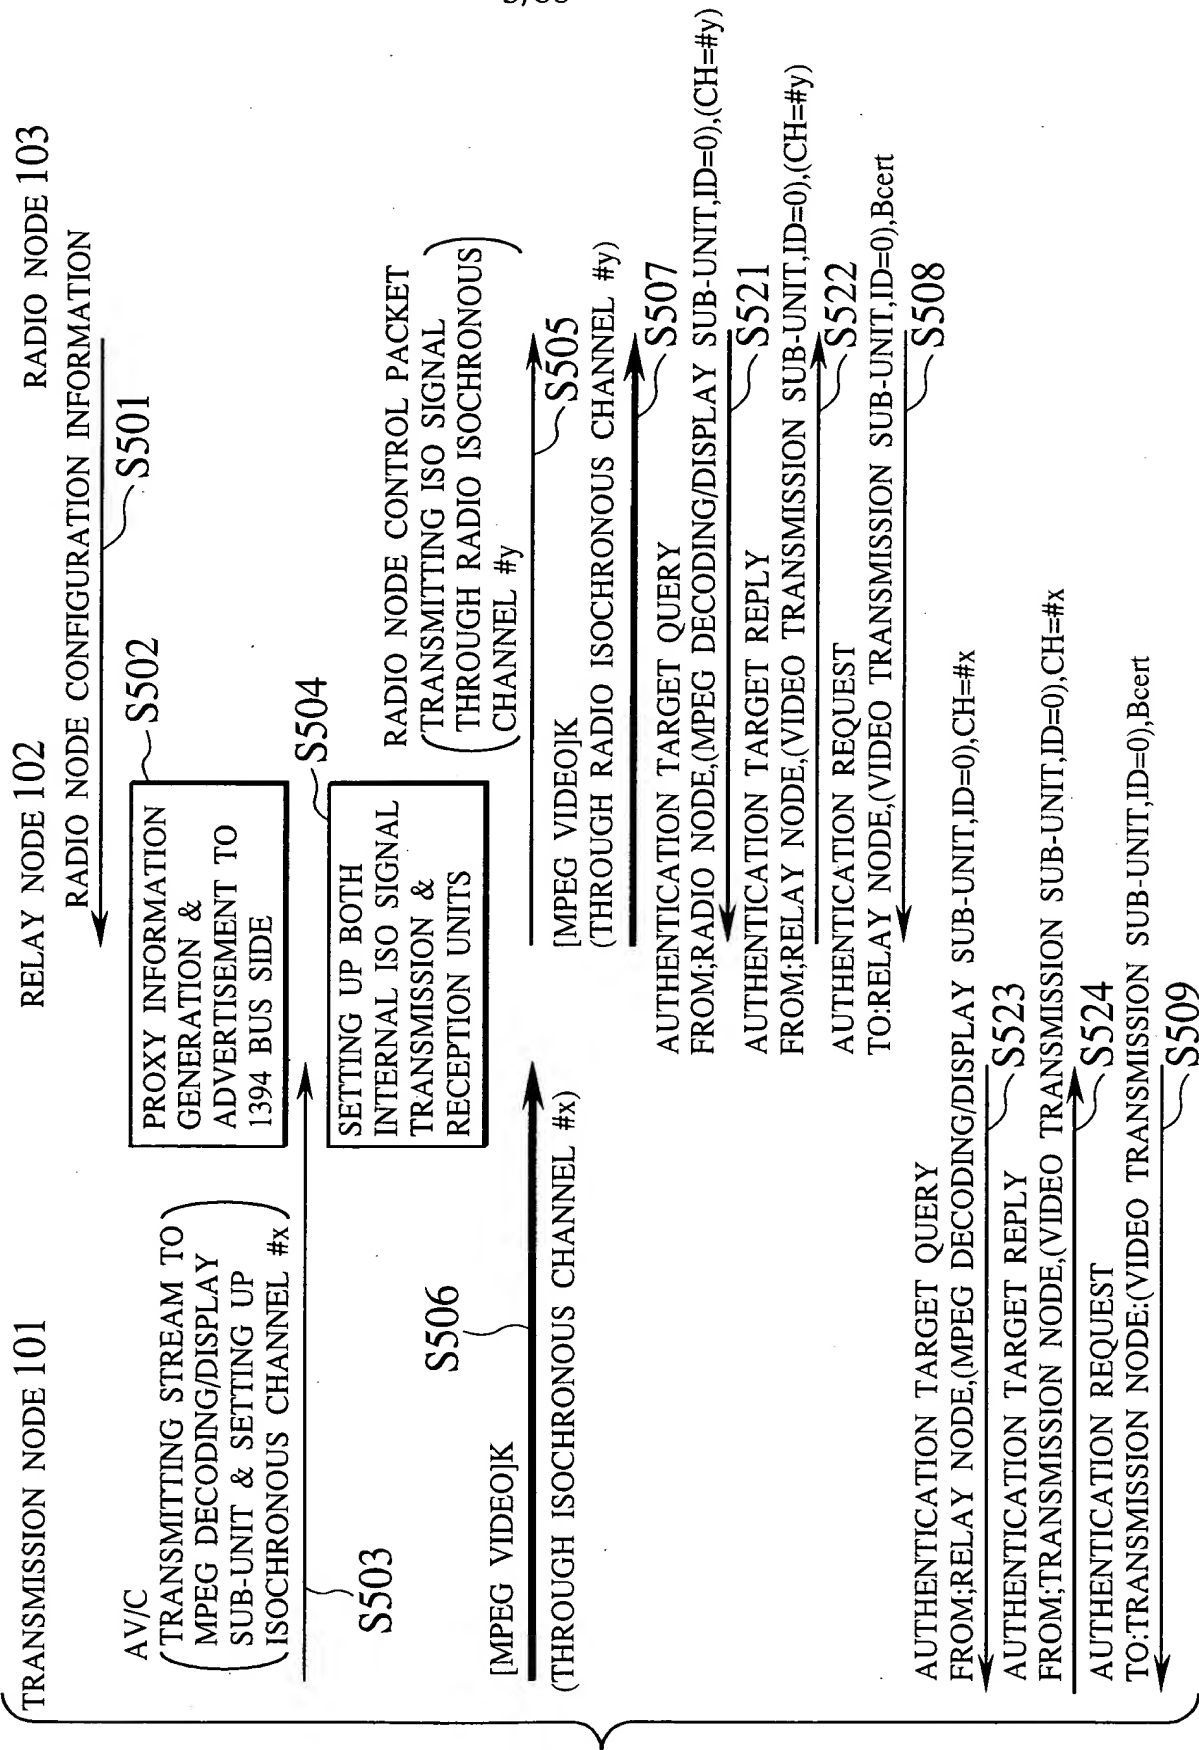 TRANSMISSION NODE 101
RELAY NODE 102
RADIO NODE 103
RADIO NODE CONFIGURATION INFORMATION
S501
PROXY INFORMATION
GENERATION &
ADVERTISEMENT TO
1394 BUS SIDE
S502
AV/C
TRANSMITTING STREAM TO
MPEG DECODING/DISPLAY
SUB-UNIT & SETTING UP
ISOCHRONOUS CHANNEL #x
S503
SETTING UP BOTH
INTERNAL ISO SIGNAL
TRANSMISSION &
RECEPTION UNITS
S504
RADIO NODE CONTROL PACKET
TRANSMITTING ISO SIGNAL
THROUGH RADIO ISOCHRONOUS
CHANNEL #y
S505
S506
[MPEG VIDEO]K
(THROUGH ISOCHRONOUS CHANNEL #x)
[MPEG VIDEO]K
(THROUGH RADIO ISOCHRONOUS CHANNEL #y)
S507
AUTHENTICATION TARGET QUERY
FROM;RADIO NODE,(MPEG DECODING/DISPLAY SUB-UNIT,ID=0),(CH=#y)
S521
AUTHENTICATION TARGET REPLY
FROM;RELAY NODE,(VIDEO TRANSMISSION SUB-UNIT,ID=0),(CH=#y)
S522
AUTHENTICATION REQUEST
TO:RELAY NODE,(VIDEO TRANSMISSION SUB-UNIT,ID=0),Bcert
S508
AUTHENTICATION TARGET QUERY
FROM;RELAY NODE,(MPEG DECODING/DISPLAY SUB-UNIT,ID=0),CH=#x
S523
AUTHENTICATION TARGET REPLY
FROM;TRANSMISSION NODE,(VIDEO TRANSMISSION SUB-UNIT,ID=0),CH=#x
S524
AUTHENTICATION REQUEST
TO:TRANSMISSION NODE:(VIDEO TRANSMISSION SUB-UNIT,ID=0),Bcert
S509